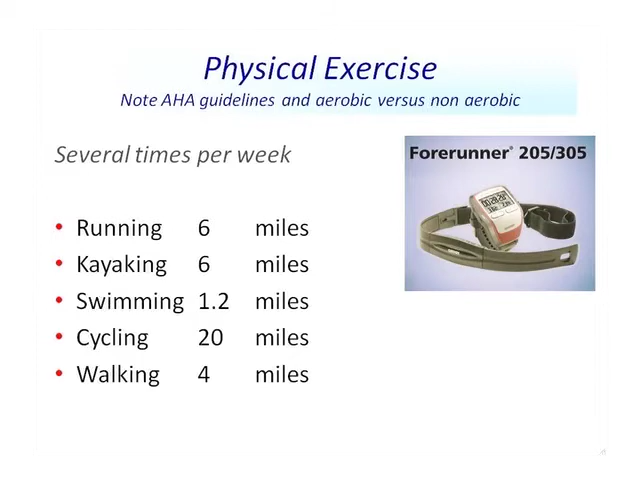 Physical Exercise
Note AHA guidelines and aerobic versus non aerobic
Several times per week
• Running 6 miles
• Kayaking 6 miles
• Swimming 1.2 miles
• Cycling 20 miles
• Walking 4 miles
Forerunner® 205/305